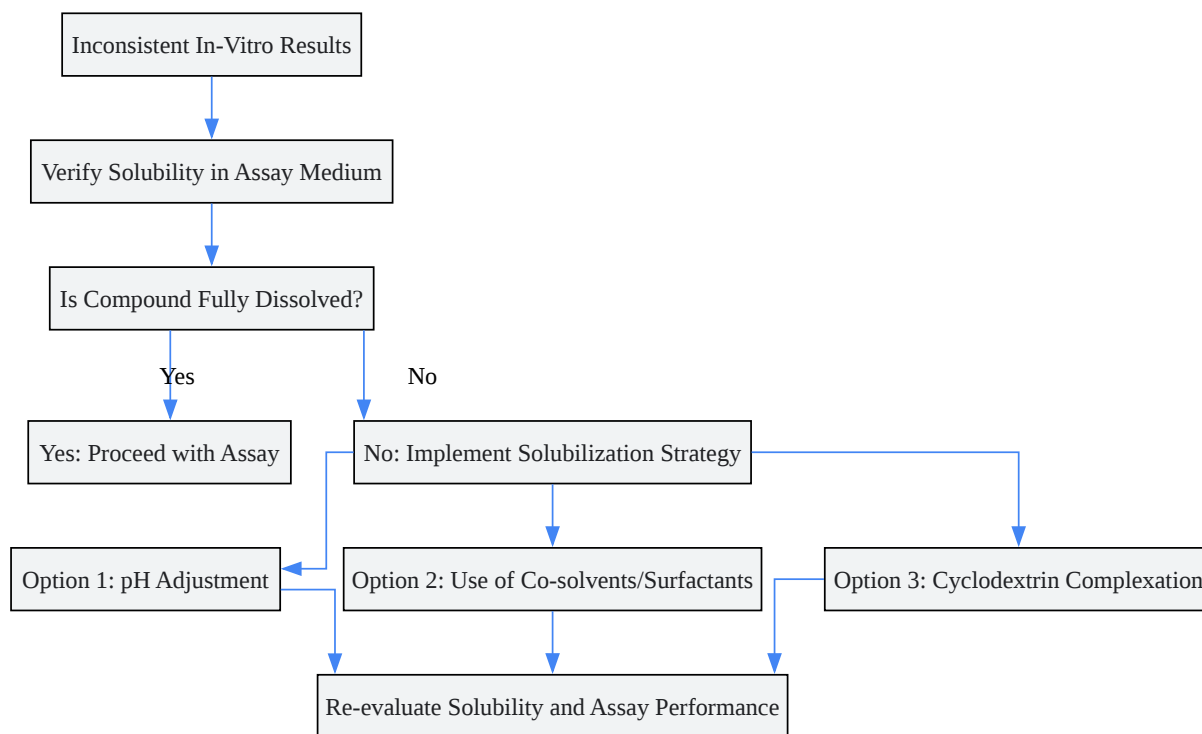 Inconsistent In-Vitro Results
Verify Solubility in Assay Medium
Is Compound Fully Dissolved?
Yes
No
Yes: Proceed with Assay
No: Implement Solubilization Strategy
Option 1: pH Adjustment
Option 2: Use of Co-solvents/Surfactants
Option 3: Cyclodextrin Complexation
Re-evaluate Solubility and Assay Performance